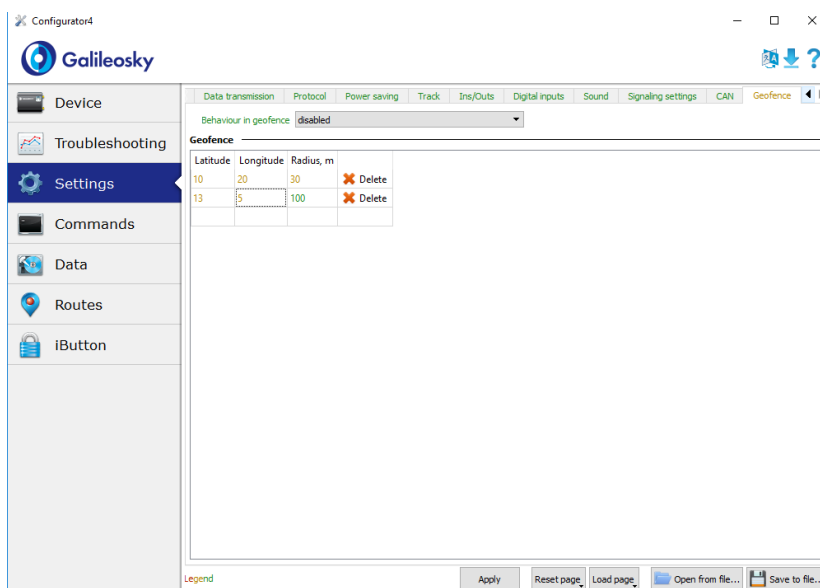 Configurator4
Galileosky
Device
Troubleshooting
Settings
Commands
Data
Routes
iButton
Data transmission Protocol Power saving Track Ins/Outs Digital inputs Sound Signaling settings CAN Geofence
Behaviour in geofence disabled
Geofence
Latitude Longitude Radius, m
10 20 30 Delete
13 5 100 Delete
Legend Apply Reset page Load page Open from file... Save to file...